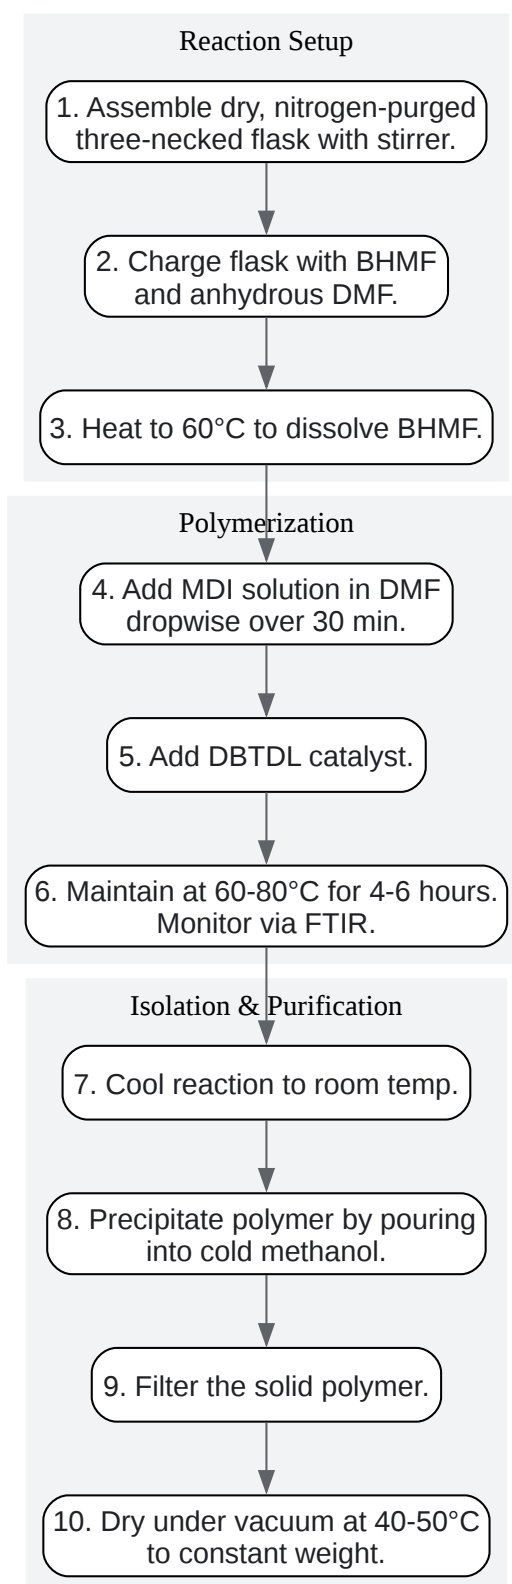 Reaction Setup
1. Assemble dry, nitrogen-purged
three-necked flask with stirrer.
2. Charge flask with BHMF
and anhydrous DMF.
3. Heat to 60°C to dissolve BHMF.
Polymerization
4. Add MDI solution in DMF
dropwise over 30 min.
5. Add DBTDL catalyst.
6. Maintain at 60-80°C for 4-6 hours.
Monitor via FTIR.
Isolation & Purification
7. Cool reaction to room temp.
8. Precipitate polymer by pouring
into cold methanol.
9. Filter the solid polymer.
10. Dry under vacuum at 40-50°C
to constant weight.